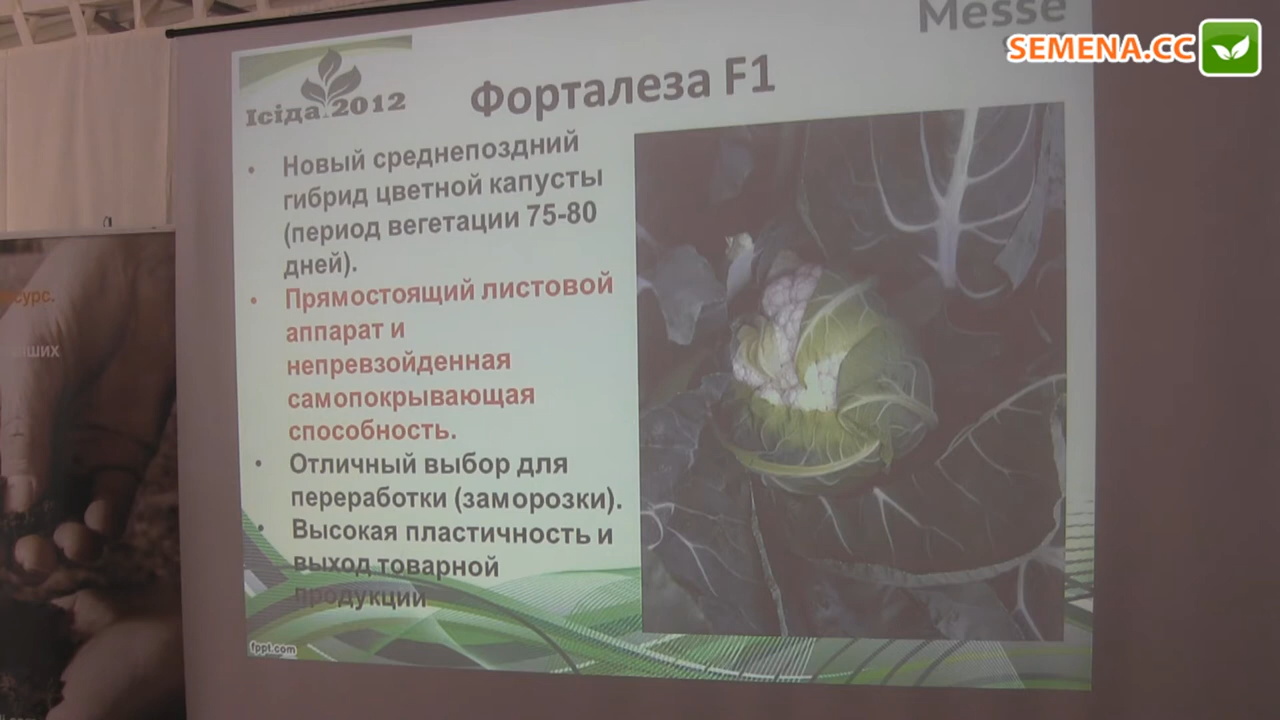 Messe
SEMENA.CC
Ісіда 2012
Форталеза F1
• Новый среднепоздний
гибрид цветной капусты
(период вегетации 75-80
дней).
• Прямостоящий листовой
аппарат и
непревзойденная
самопокрывающая
способность.
• Отличный выбор для
переработки (заморозки).
• Высокая пластичность и
выход товарной
продукции
fppt.com